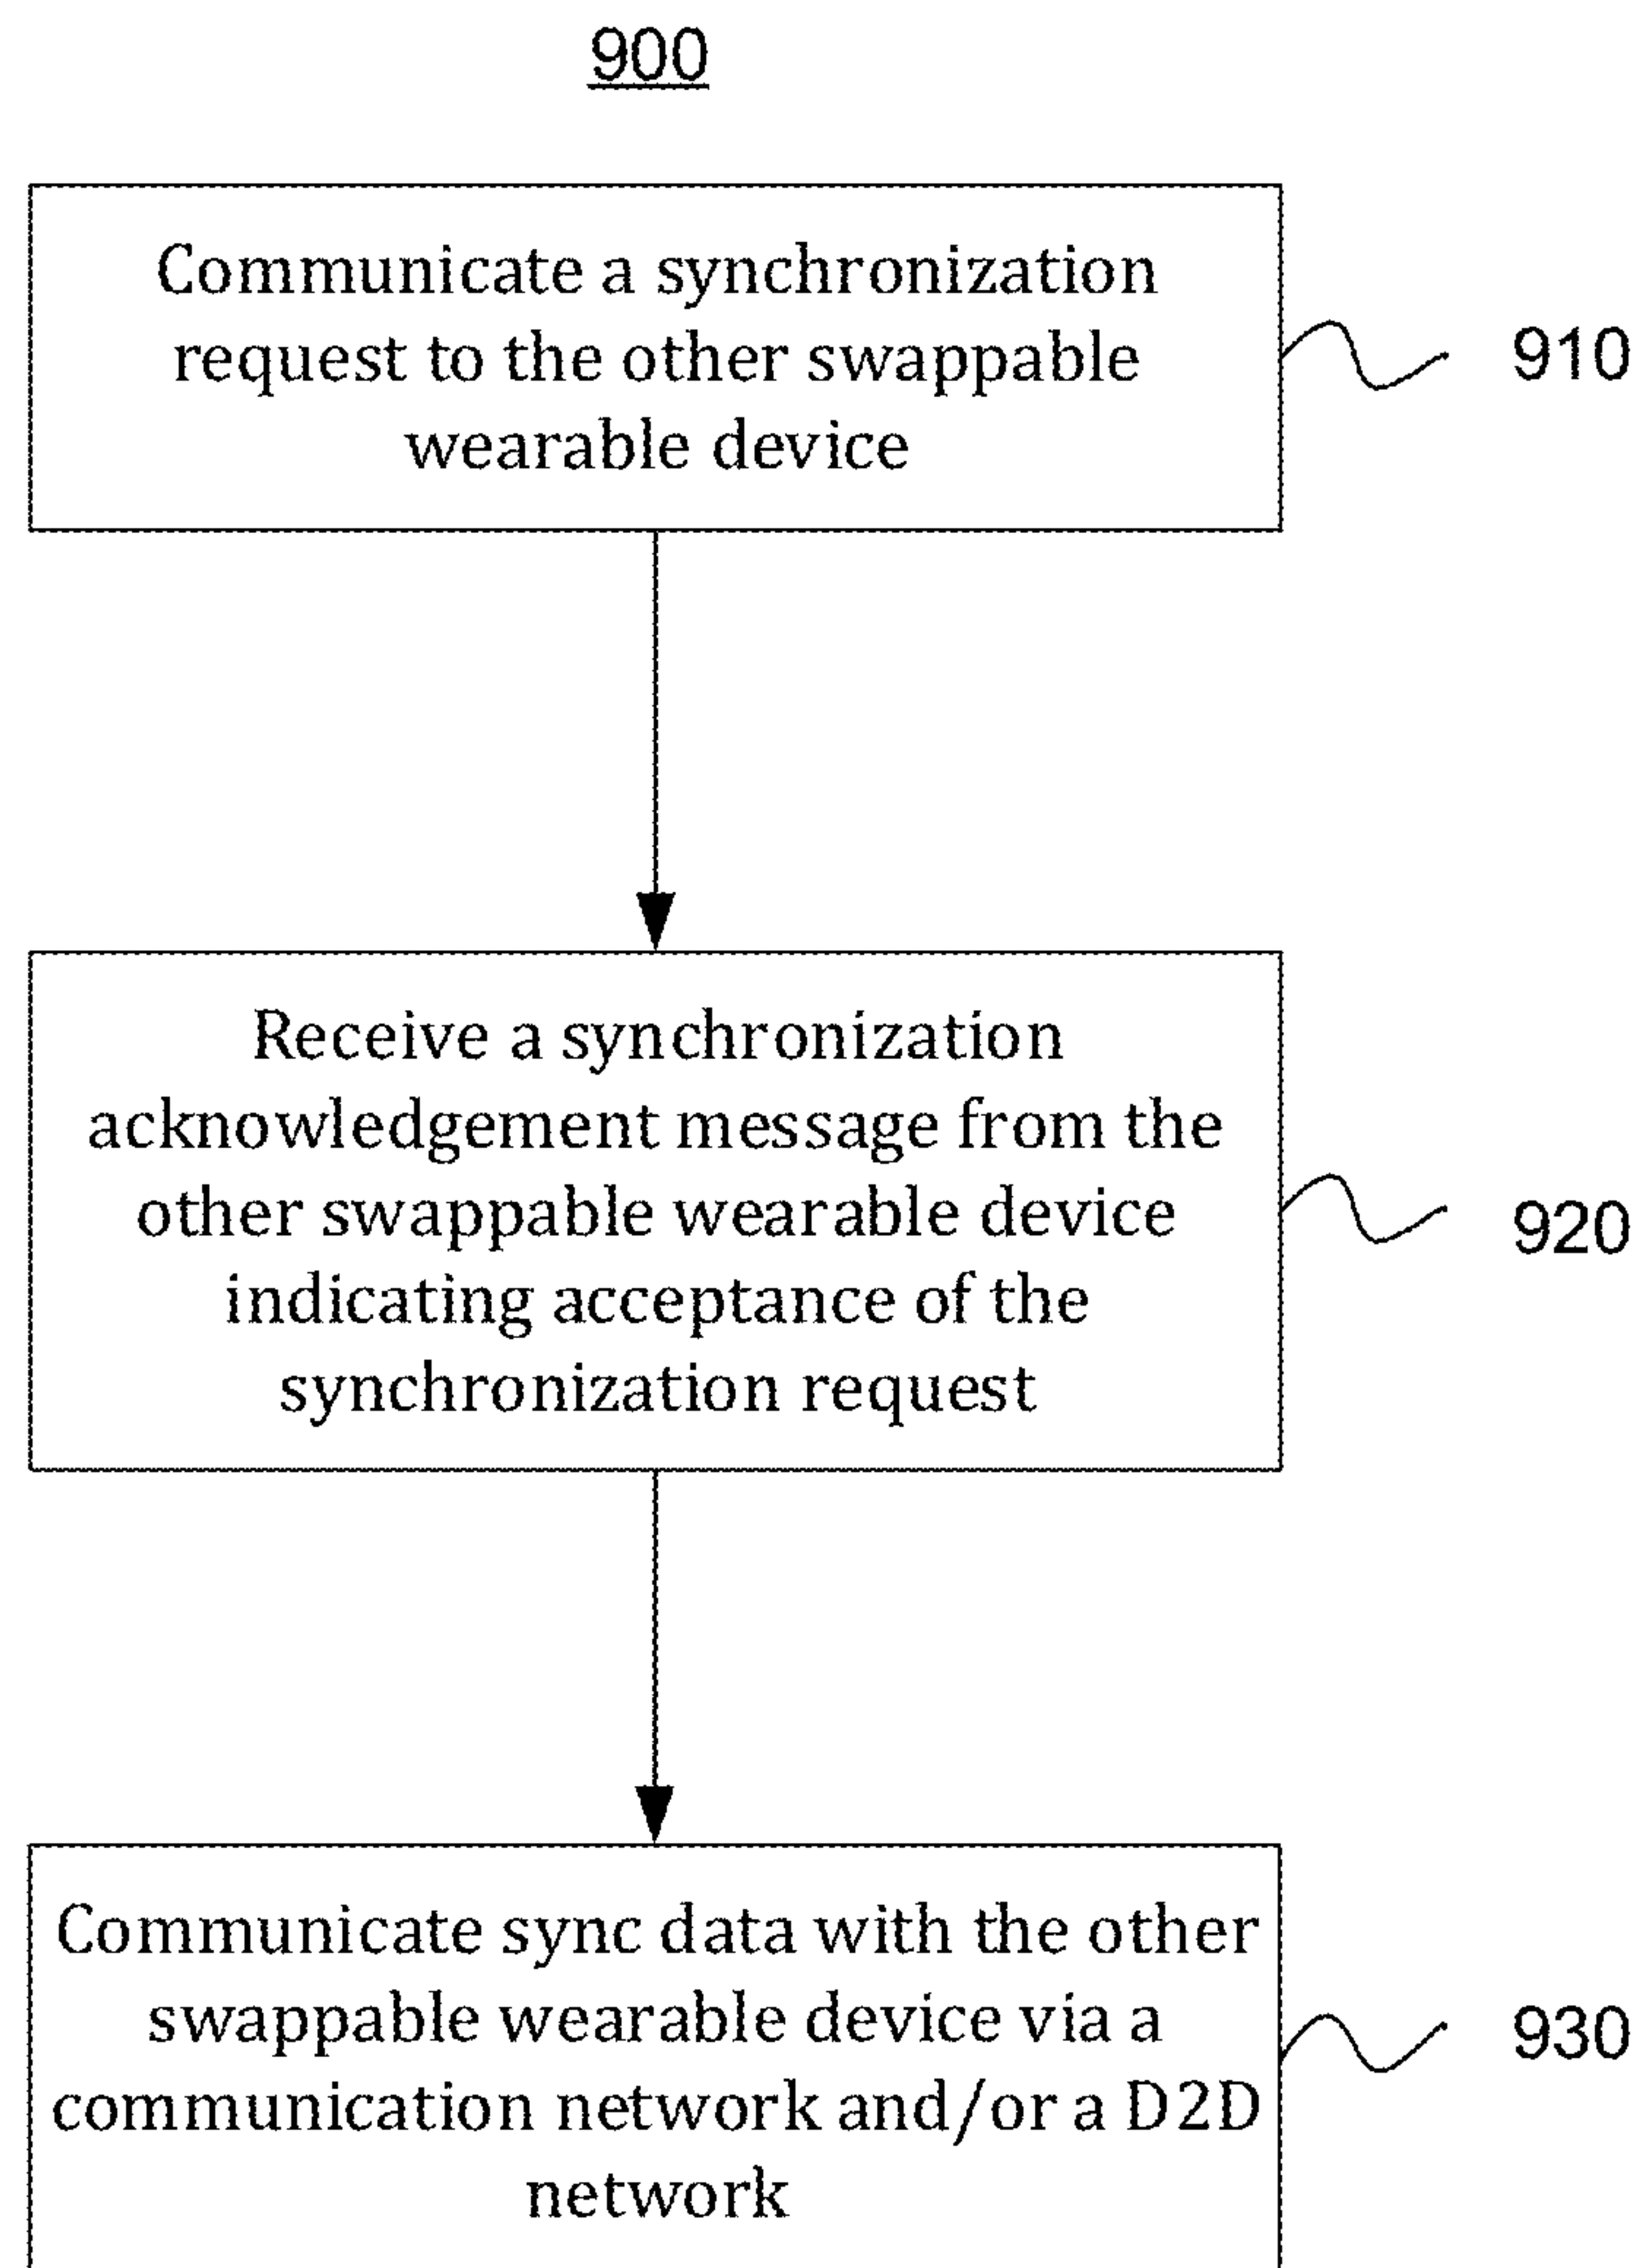 900
Communicate a synchronization
request to the other swappable
wearable device
910
Receive a synchronization
acknowledgement message from the
other swappable wearable device
indicating acceptance of the
synchronization request
920
Communicate sync data with the other
swappable wearable device via a
communication network and/or a D2D
network
930